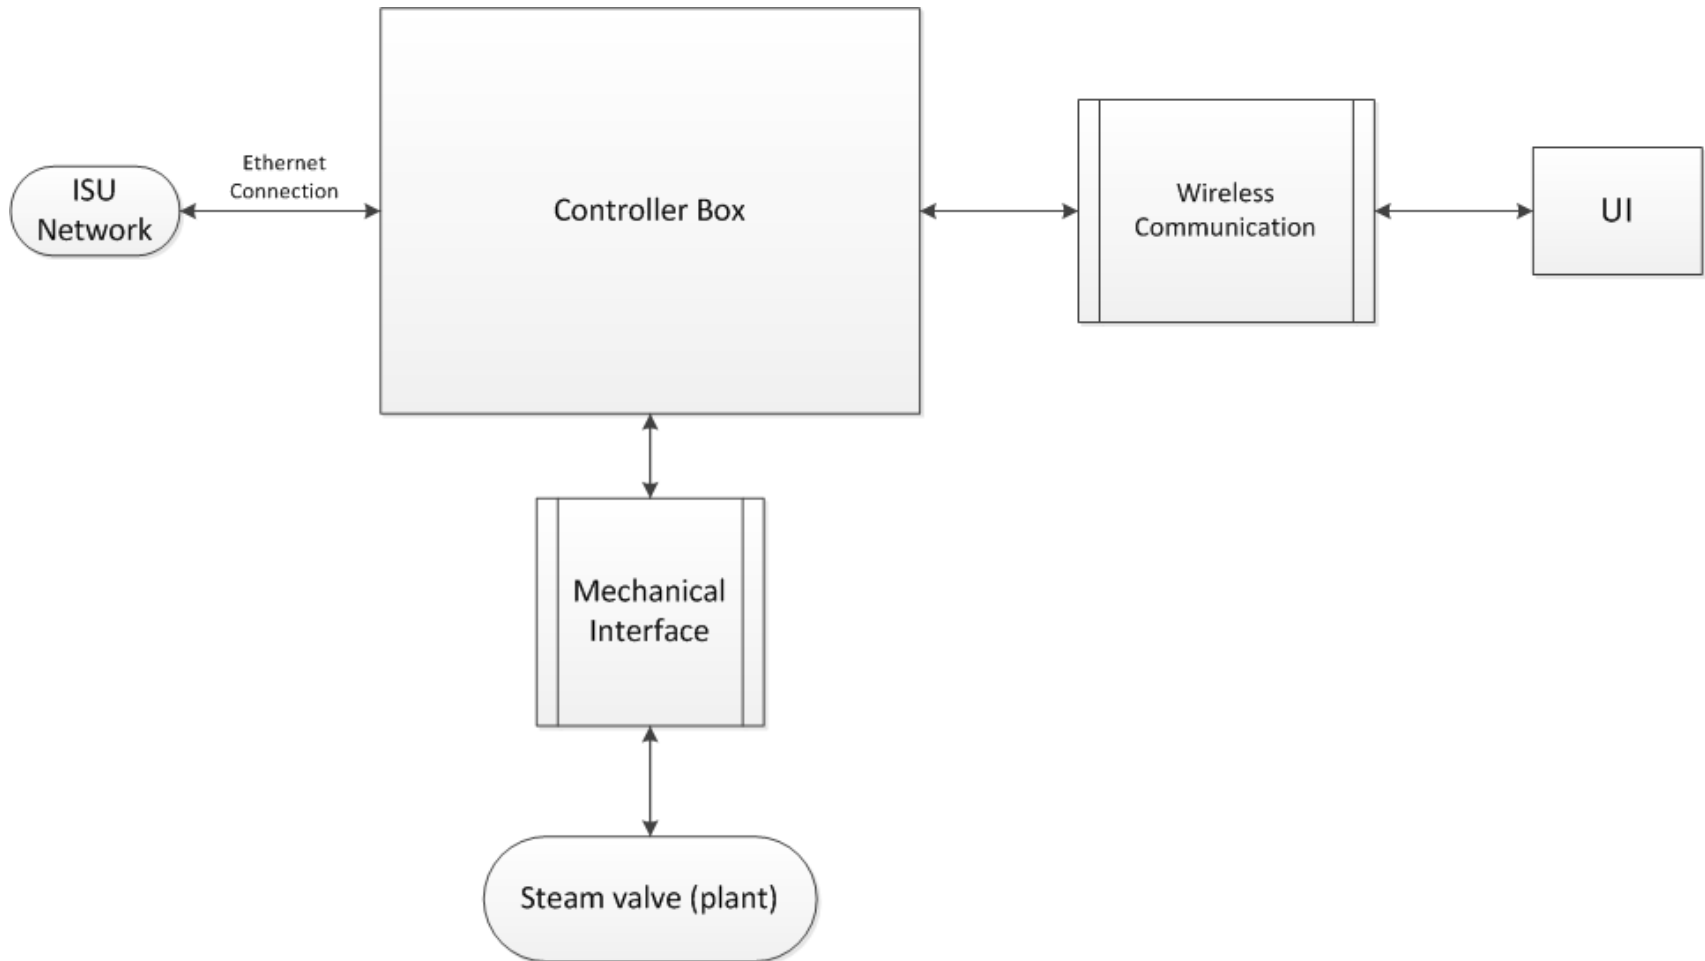 Ethernet
Connection
ISU
Network
Controller Box
Wireless
Communication
UI
Mechanical
Interface
Steam valve (plant)